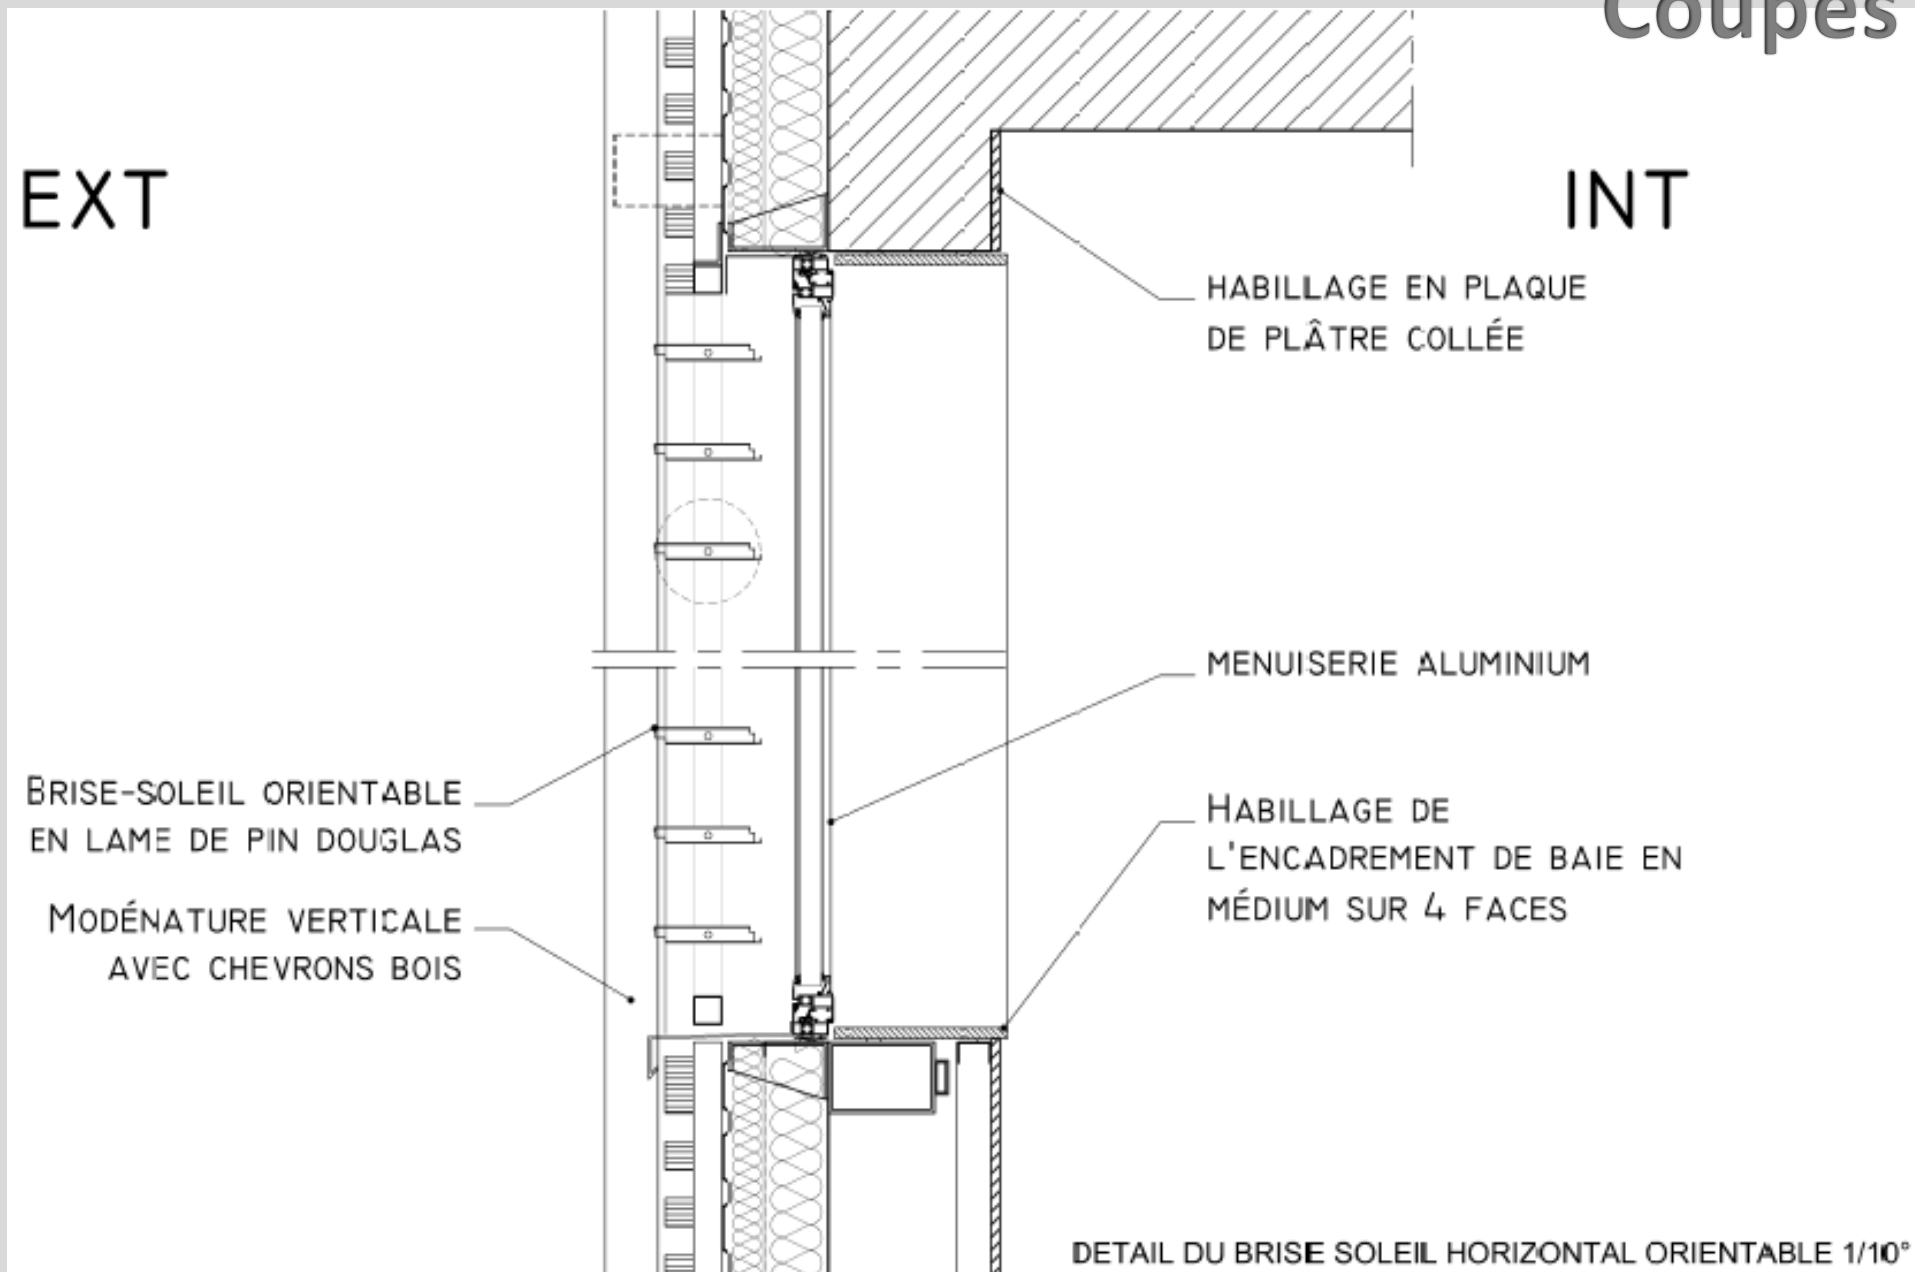 Coupes
EXT
INT
HABILLAGE EN PLAQUE
DE PLÂTRE COLLÉE
MENUISERIE ALUMINIUM
BRISE-SOLEIL ORIENTABLE
EN LAME DE PIN DOUGLAS
HABILLAGE DE
L'ENCADREMENT DE BAIE EN
MÉDIUM SUR 4 FACES
MODÉNATURE VERTICALE
AVEC CHEVRONS BOIS
DETAIL DU BRISE SOLEIL HORIZONTAL ORIENTABLE 1/10°